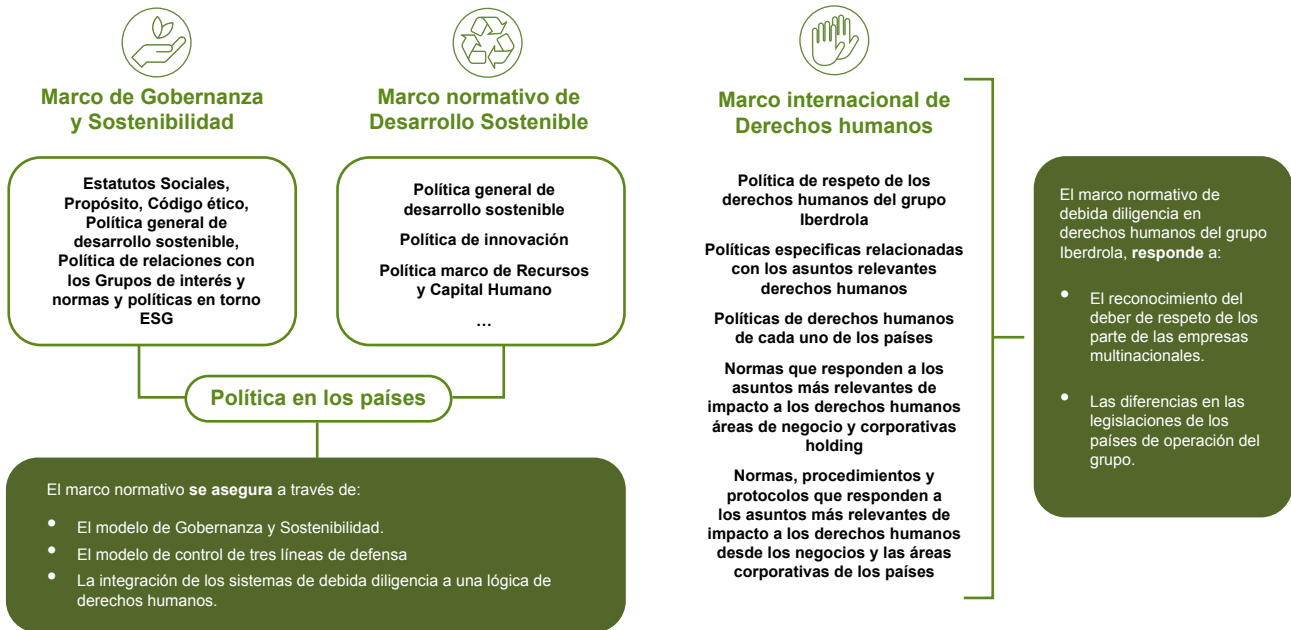 Marco de Gobernanza
y Sostenibilidad
Estatutos Sociales,
Propósito, Código ético,
Política general de
desarrollo sostenible,
Política de relaciones con
los Grupos de interés y
normas y políticas en torno
ESG
Marco normativo de
Desarrollo Sostenible
Política general de
desarrollo sostenible
Política de innovación
Política marco de Recursos
y Capital Humano
…
Política en los países
El marco normativo se asegura a través de:
• El modelo de Gobernanza y Sostenibilidad.
• El modelo de control de tres líneas de defensa
• La integración de los sistemas de debida diligencia a una lógica de
derechos humanos.
Marco internacional de
Derechos humanos
Política de respeto de los
derechos humanos del grupo
Iberdrola
Políticas especificas relacionadas
con los asuntos relevantes
derechos humanos
Políticas de derechos humanos
de cada uno de los países
Normas que responden a los
asuntos más relevantes de
impacto a los derechos humanos
áreas de negocio y corporativas
holding
Normas, procedimientos y
protocolos que responden a
los asuntos más relevantes de
impacto a los derechos humanos
desde los negocios y las áreas
corporativas de los países
El marco normativo de
debida diligencia en
derechos humanos del grupo
Iberdrola, responde a:
• El reconocimiento del
deber de respeto de los
parte de las empresas
multinacionales.
• Las diferencias en las
legislaciones de los
países de operación del
grupo.